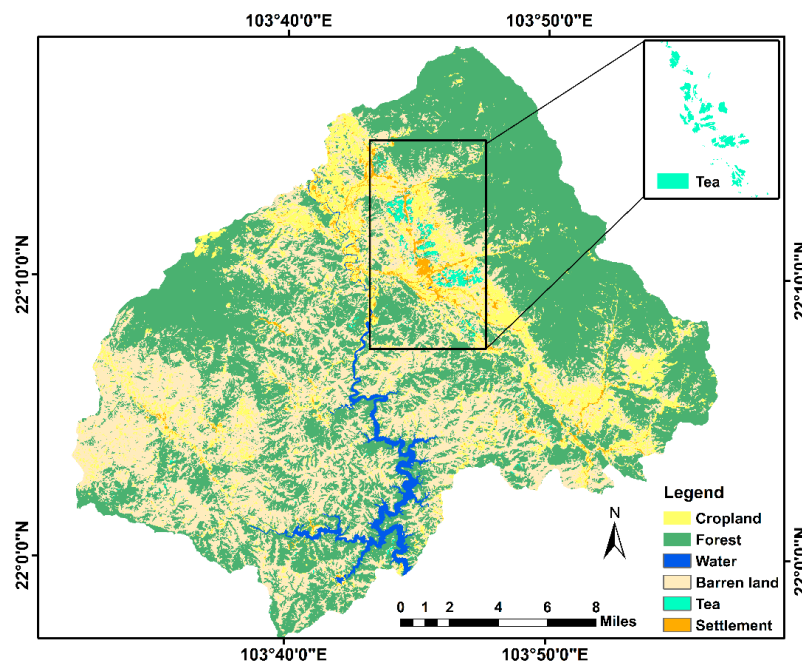 103°40'0"E
103°50'0"E
22°10'0"N
22°10'0"N
22°0'0"N
22°0'0"N
Tea
N
Legend
Cropland
Forest
Water
Barren land
Tea
Settlement
0 1 2 4 6 8
Miles
103°40'0"E
103°50'0"E